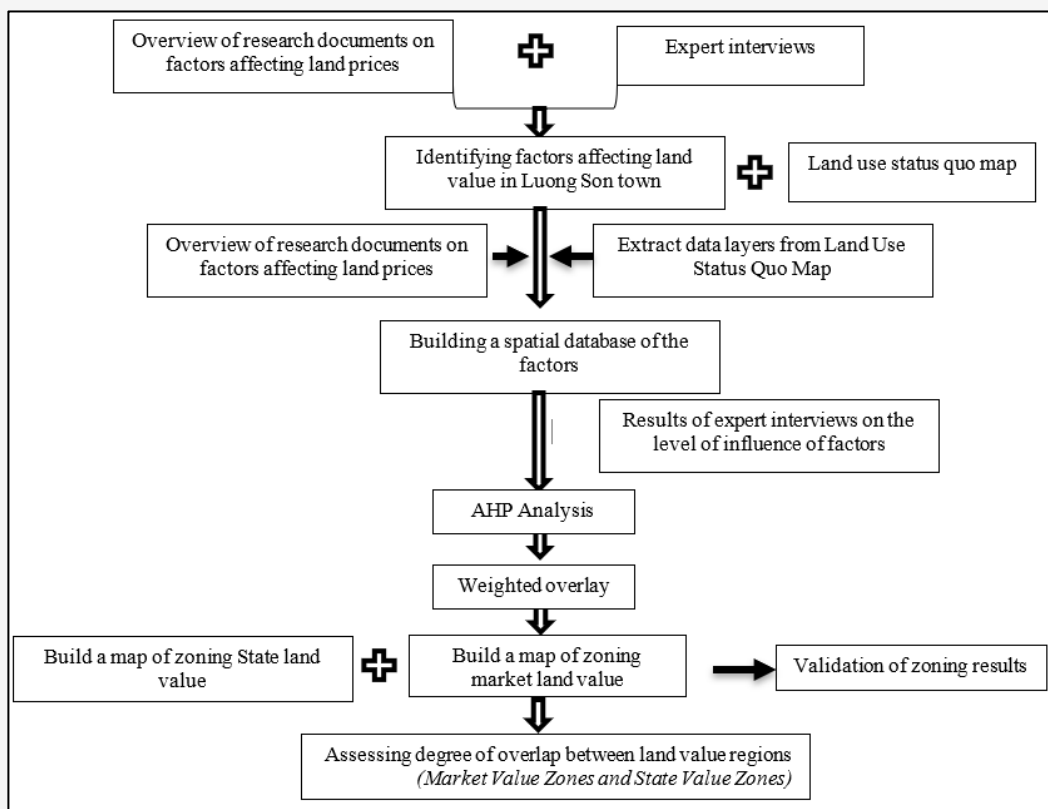 Overview of research documents on
factors affecting land prices
Expert interviews
Identifying factors affecting land
value in Luong Son town
Land use status quo map
Overview of research documents on
factors affecting land prices
Extract data layers from Land Use
Status Quo Map
Building a spatial database of the
factors
Results of expert interviews on the
level of influence of factors
AHP Analysis
Weighted overlay
Build a map of zoning State land
value
Build a map of zoning
market land value
Validation of zoning results
Assessing degree of overlap between land value regions
(Market Value Zones and State Value Zones)